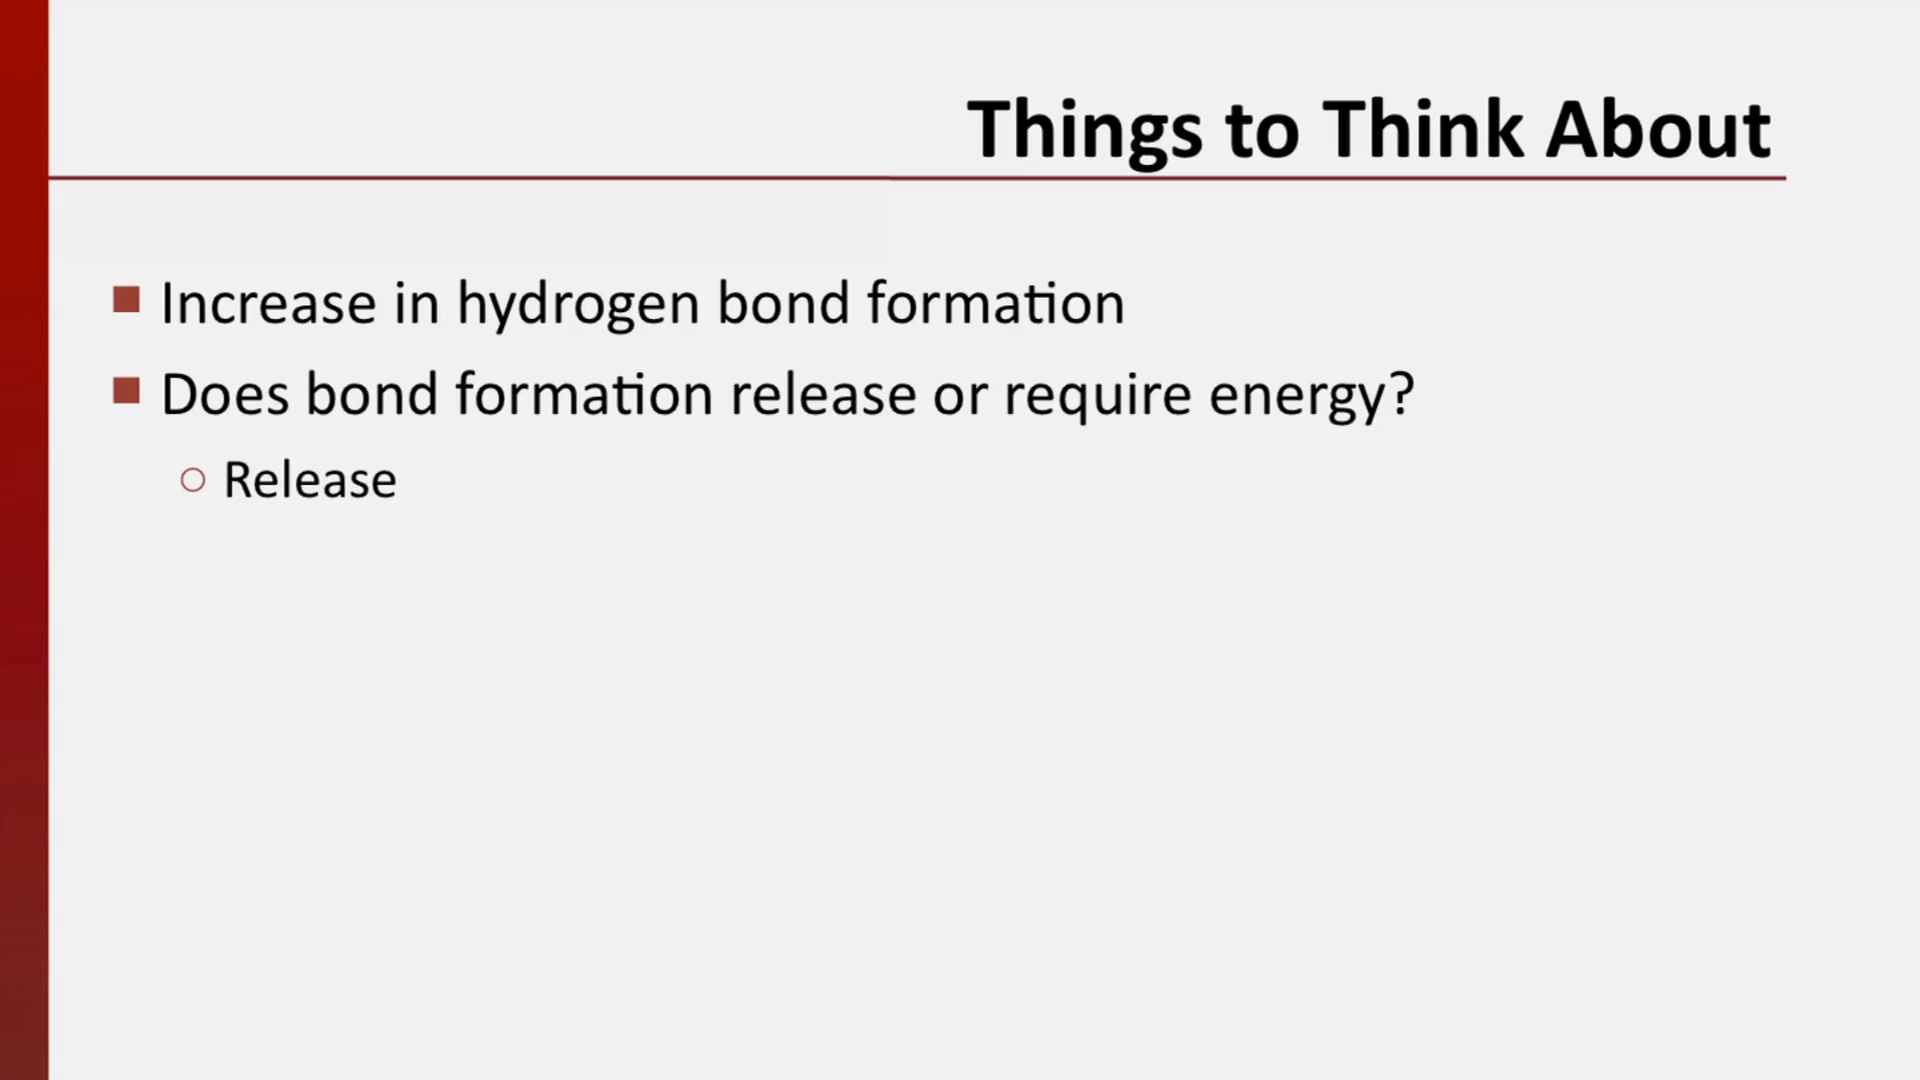 Things to Think About
Increase in hydrogen bond formation
Does bond formation release or require energy?
Release